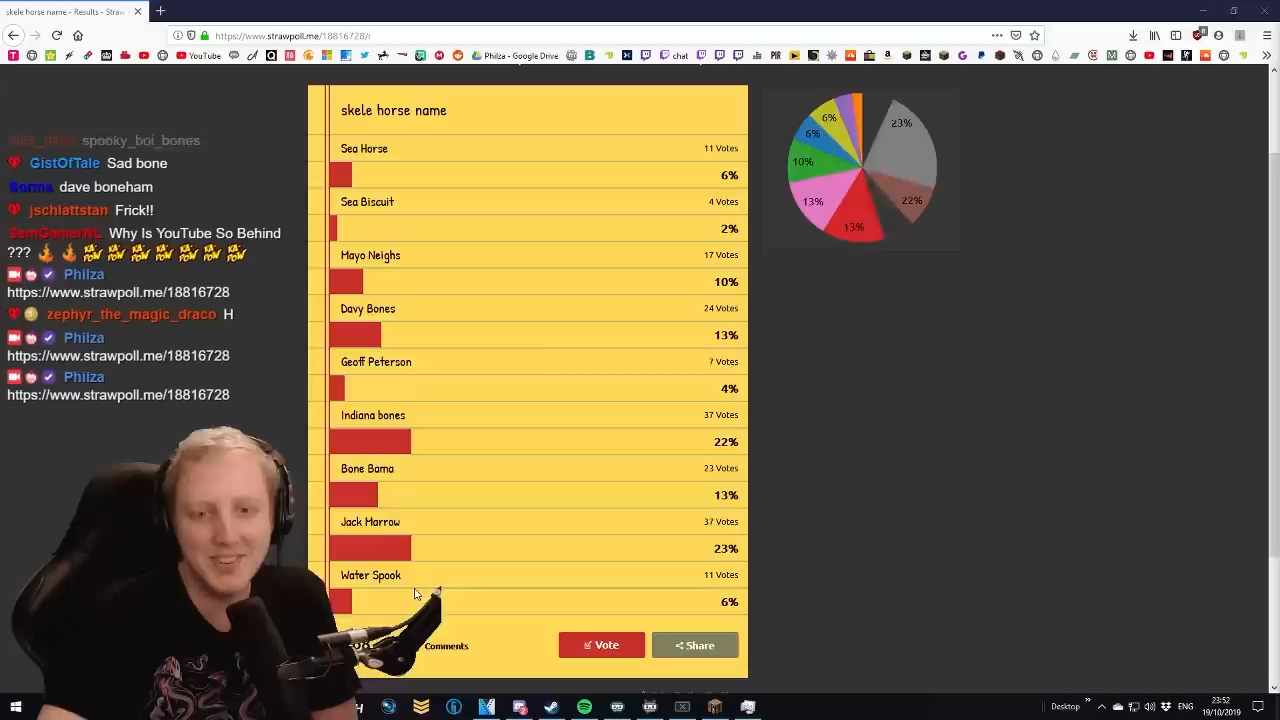 skele horse name - Results - Straw
https://www.strawpoll.me/18816728/r
YouTube
Philza - Google Drive
chat
PIR
skele horse name
Sea Horse 11 Votes
6%
Sea Biscuit 4 Votes
2%
Mayo Neighs 17 Votes
10%
Davy Bones 24 Votes
13%
Geoff Peterson 7 Votes
4%
Indiana bones 37 Votes
22%
Bone Bama 23 Votes
13%
Jack Marrow 37 Votes
23%
Water Spook 11 Votes
6%
Comments
Vote
Share
23%
22%
13%
13%
10%
6%
6%
spooky_boi_bones
GistOfTale Sad bone
dave boneham
jschlattstan Frick!!
SemGamerNL Why Is YouTube So Behind
???
Philza
https://www.strawpoll.me/18816728
zephyr_the_magic_draco H
Philza
https://www.strawpoll.me/18816728
Philza
https://www.strawpoll.me/18816728
Desktop
ENG
23:52
19/10/2019